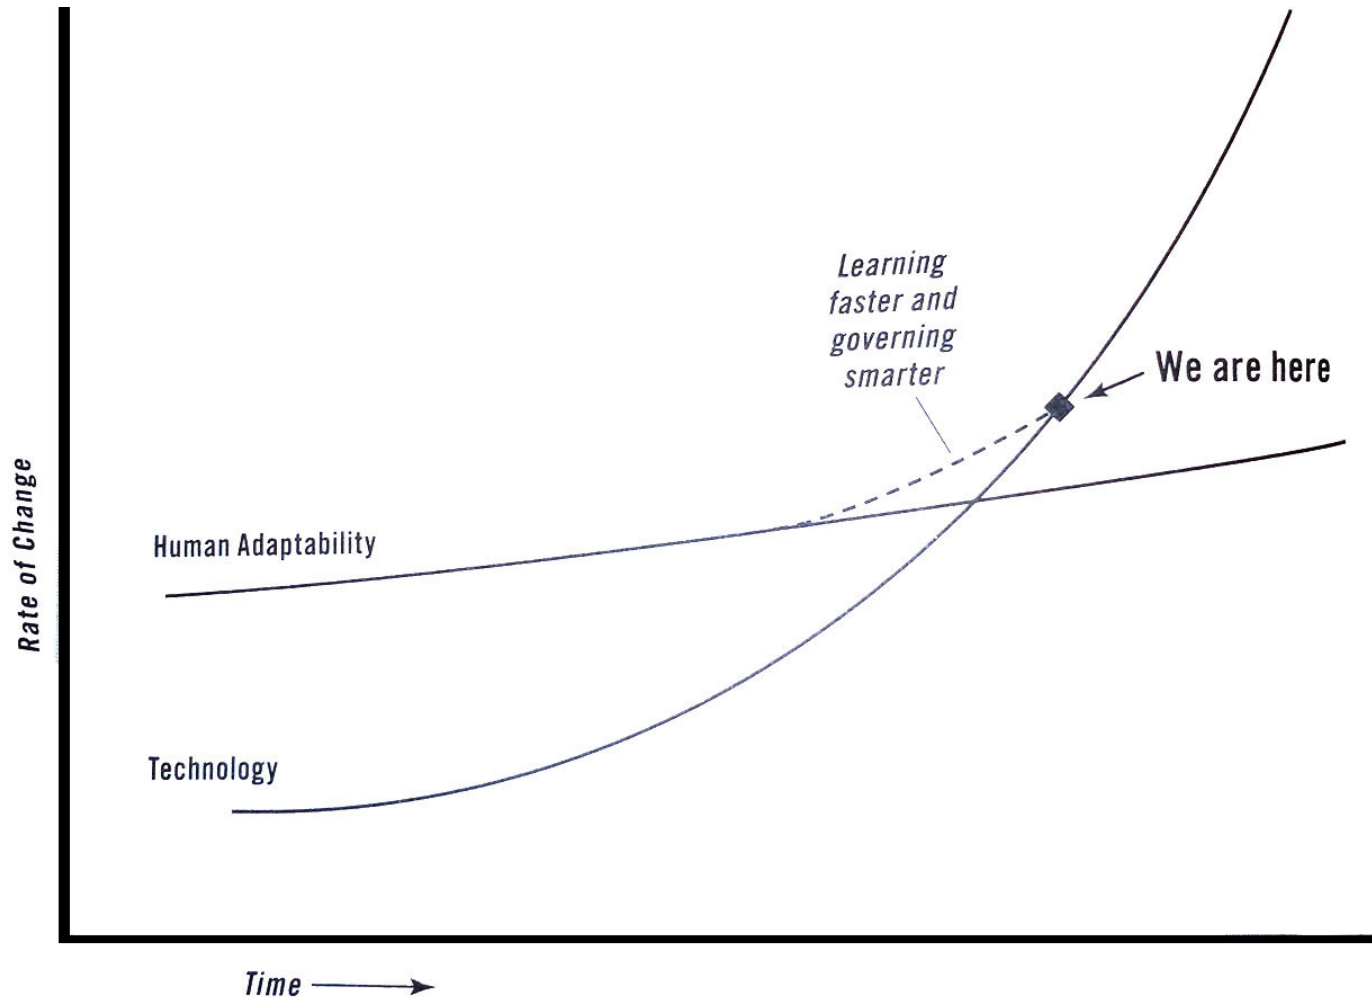 Learning
faster and
governing
smarter
We are here
Rate of Change
Human Adaptability
Technology
Time